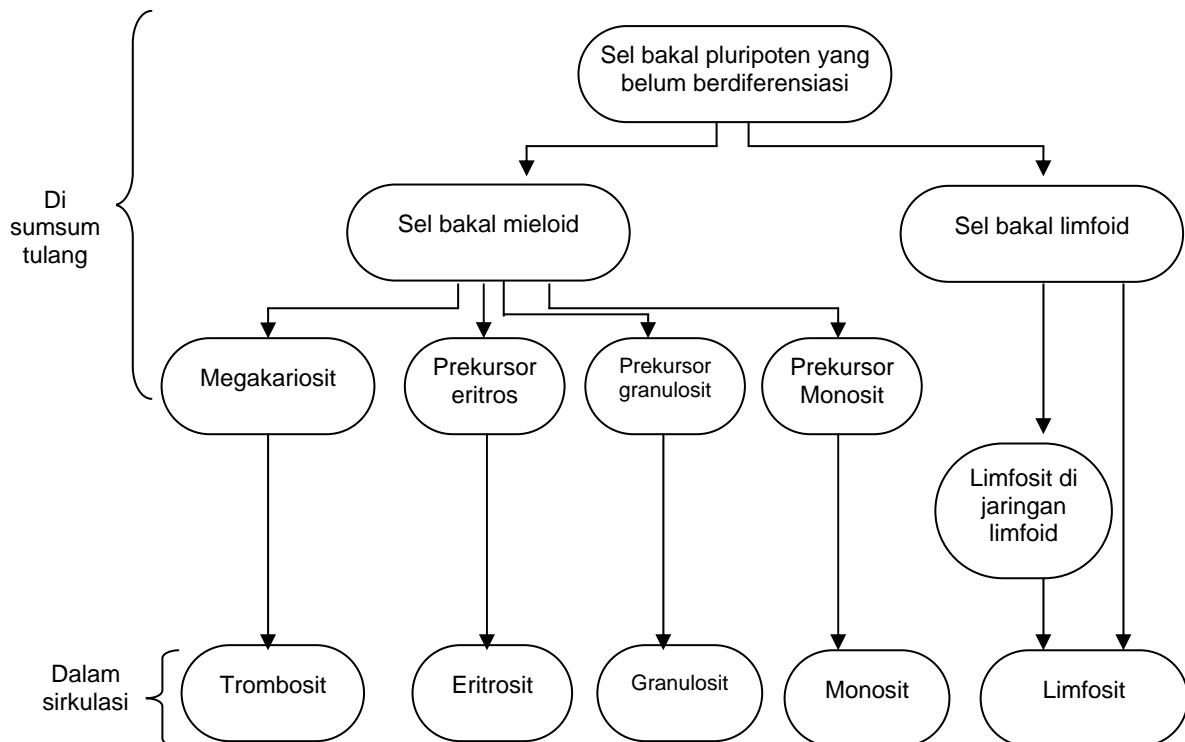 Sel bakal pluripoten yang
belum berdiferensiasi
Di
sumsum
tulang
Sel bakal mieloid
Sel bakal limfoid
Megakariosit
Prekursor
eritros
Prekursor
granulosit
Prekursor
Monosit
Limfosit di
jaringan
limfoid
Dalam
sirkulasi
Trombosit
Eritrosit
Granulosit
Monosit
Limfosit